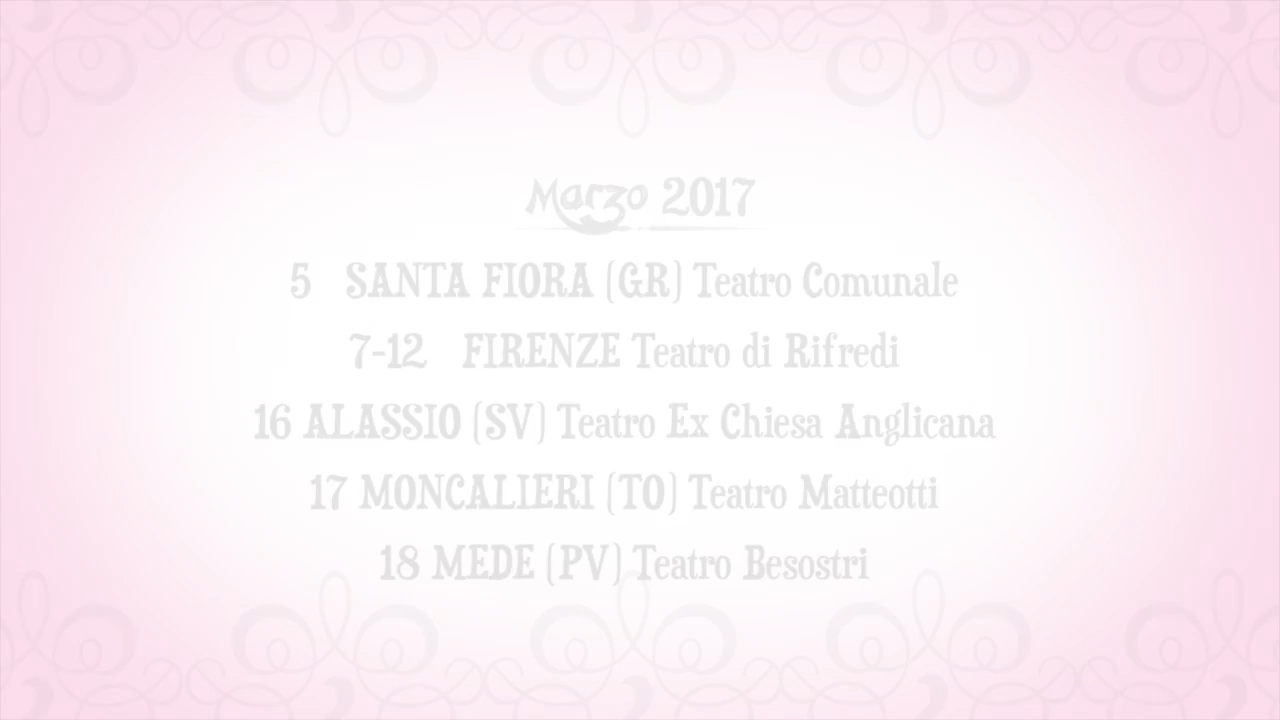 Marzo 2017
5 SANTA FIORA (GR) Teatro Comunale
7-12 FIRENZE Teatro di Rifredi
16 ALASSIO (SV) Teatro Ex Chiesa Anglicana
17 MONCALIERI (TO) Teatro Matteotti
18 MEDE (PV) Teatro Besostri